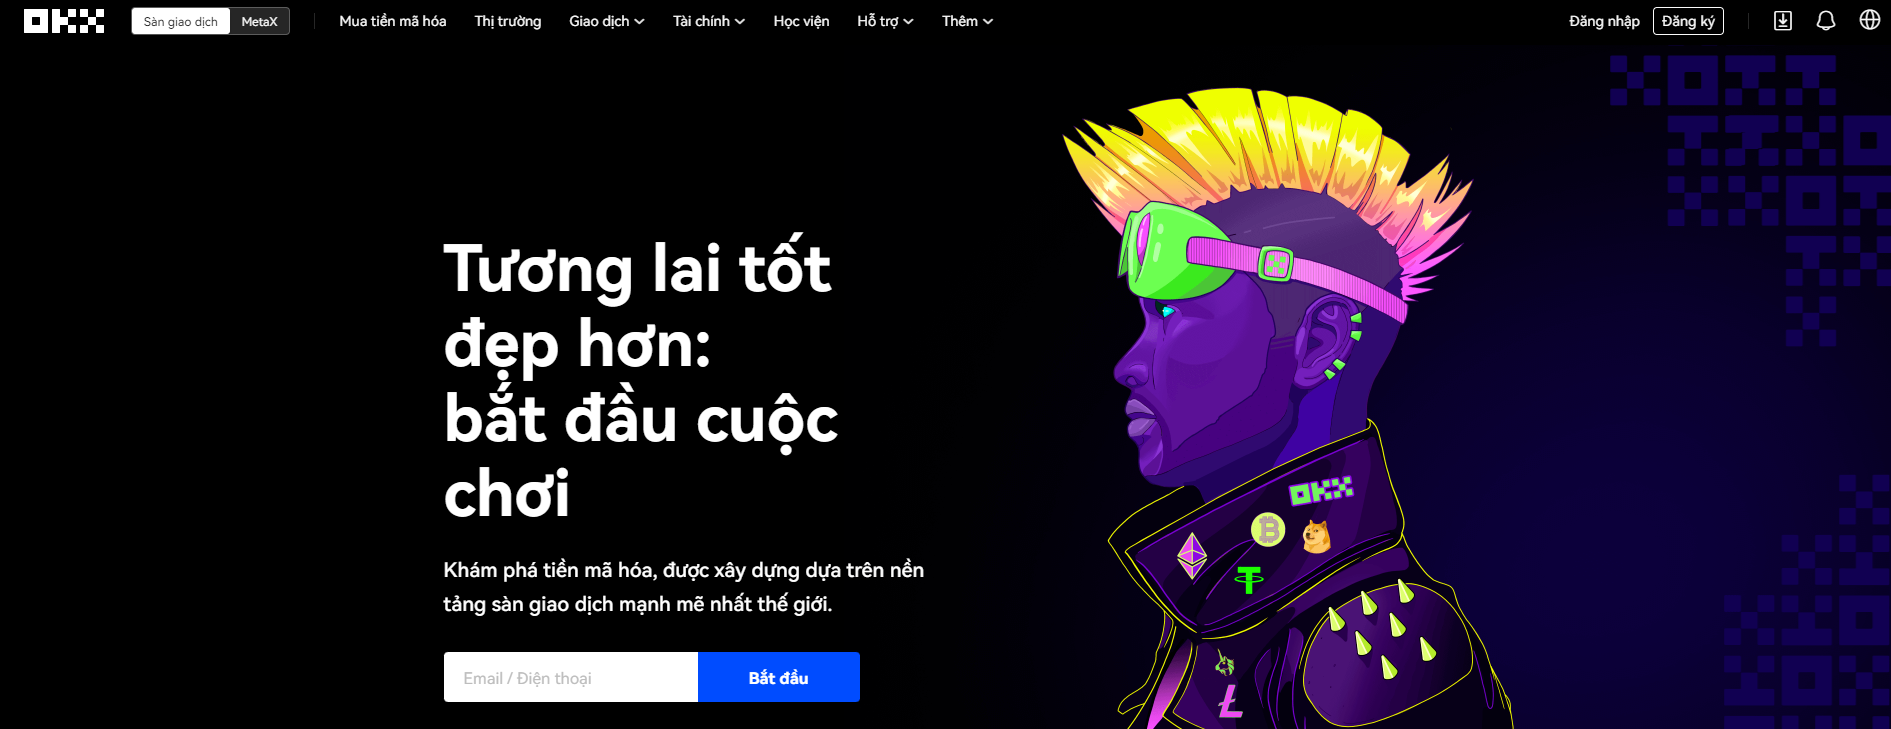 OKX Sàn giao dịch MetaX Mua tiền mã hóa Thị trường Giao dịch Tài chính Học viện Hỗ trợ Thêm Đăng nhập Đăng ký
Tương lai tốt
đẹp hơn:
bắt đầu cuộc
chơi
Khám phá tiền mã hóa, được xây dựng dựa trên nền
tảng sàn giao dịch mạnh mẽ nhất thế giới.
Email / Điện thoại Bắt đầu
OKX